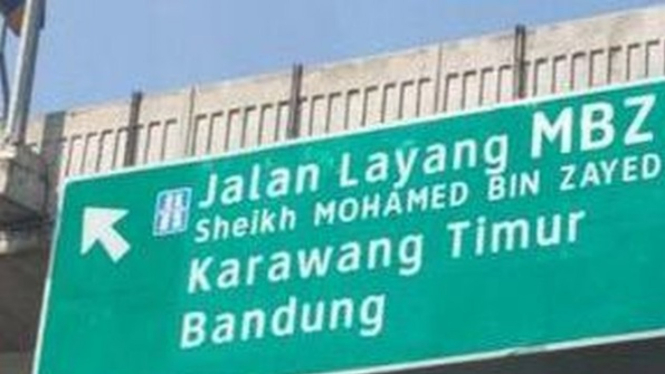 Jalan Layang MBZ
Sheikh MOHAMED BIN ZAYED
Karawang Timur
Bandung